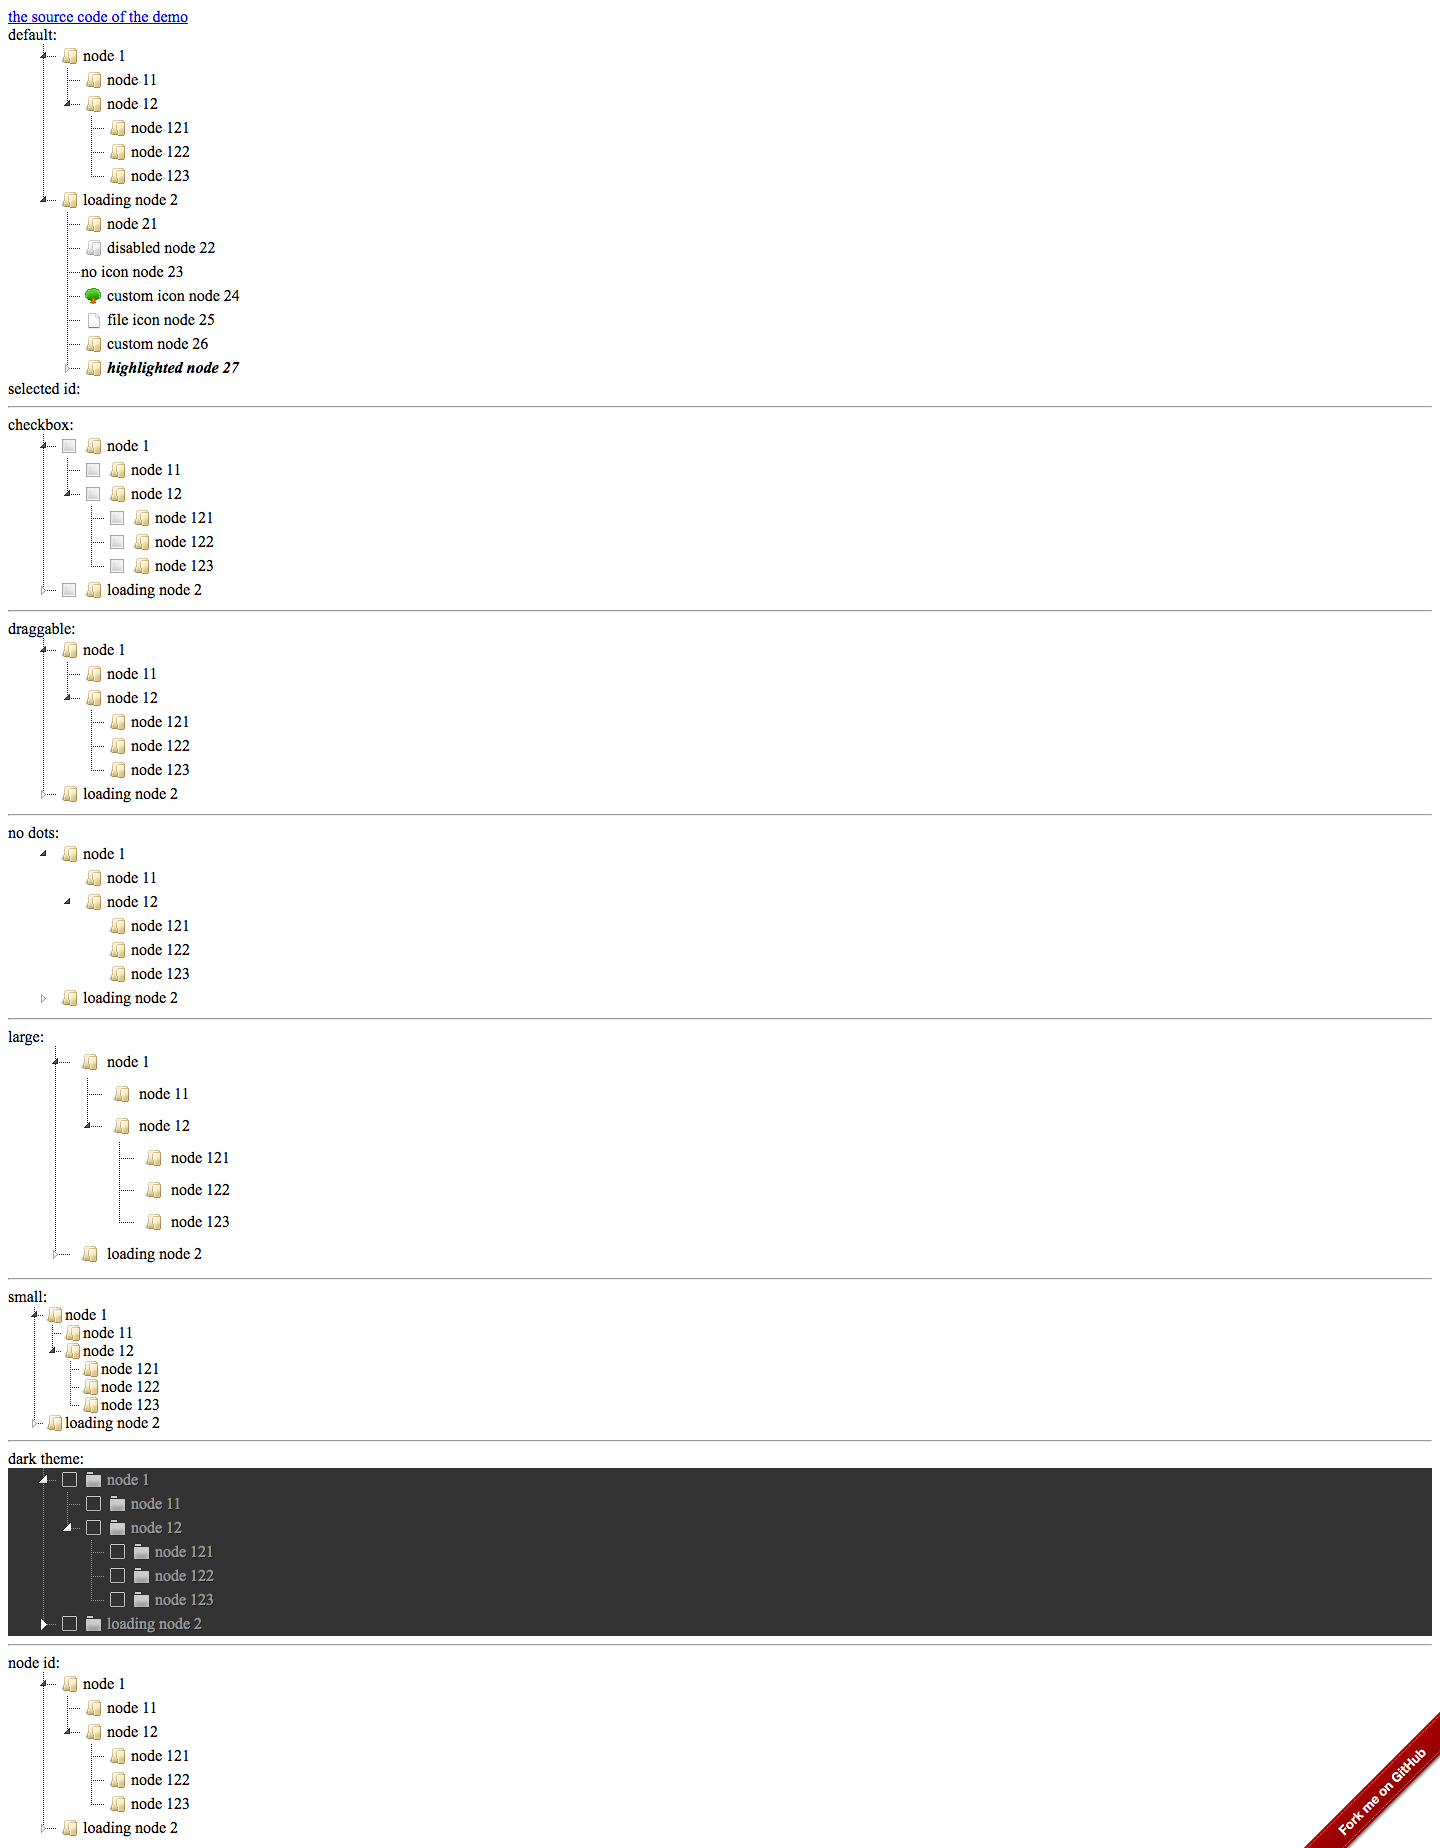 the source code of the demo
default:
node 1
node 11
node 12
node 121
node 122
node 123
loading node 2
node 21
disabled node 22
no icon node 23
custom icon node 24
file icon node 25
custom node 26
highlighted node 27
selected id:
checkbox:
node 1
node 11
node 12
node 121
node 122
node 123
loading node 2
draggable:
node 1
node 11
node 12
node 121
node 122
node 123
loading node 2
no dots:
node 1
node 11
node 12
node 121
node 122
node 123
loading node 2
large:
node 1
node 11
node 12
node 121
node 122
node 123
loading node 2
small:
node 1
node 11
node 12
node 121
node 122
node 123
loading node 2
dark theme:
node 1
node 11
node 12
node 121
node 122
node 123
loading node 2
node id:
node 1
node 11
node 12
node 121
node 122
node 123
loading node 2
Fork me on GitHub